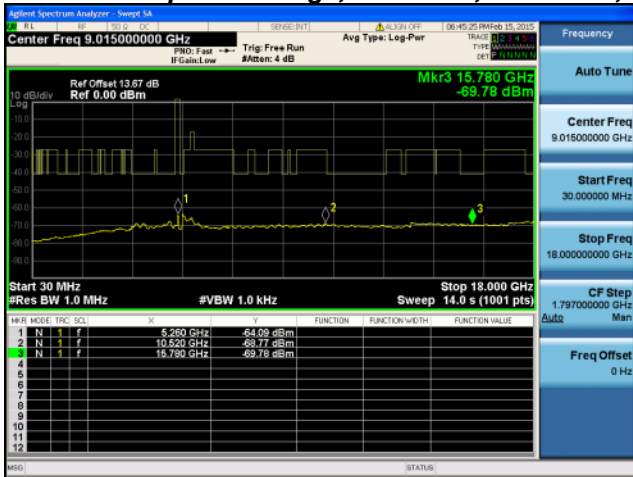 Agilent Spectrum Analyzer - Swept SA
RL RF 50 Ω DC SENSE:INT ALIGN OFF 06:45:25 PM Feb 15, 2015
Center Freq 9.015000000 GHz
PNO: Fast
IFGain:Low
Trig: Free Run
#Atten: 4 dB
Avg Type: Log-Pwr
TRACE 1 2 3 4 5 6
TYPE
DET P N N N N N
Ref Offset 13.67 dB
Ref 0.00 dBm
10 dB/div
Log
Mkr3 15.780 GHz
-69.78 dBm
-10.0
-20.0
-30.0
-40.0
-50.0
-60.0
-70.0
-80.0
-90.0
1
2
3
Start 30 MHz
Stop 18.000 GHz
#Res BW 1.0 MHz
#VBW 1.0 kHz
Sweep 14.0 s (1001 pts)
MKR MODE TRC SCL X Y FUNCTION FUNCTION WIDTH FUNCTION VALUE
1 N 1 f 5.260 GHz -64.09 dBm
2 N 1 f 10.520 GHz -68.77 dBm
3 N 1 f 15.780 GHz -69.78 dBm
4
5
6
7
8
9
10
11
12
MSG
STATUS
Frequency
Auto Tune
Center Freq
9.015000000 GHz
Start Freq
30.000000 MHz
Stop Freq
18.000000000 GHz
CF Step
1.797000000 GHz
Auto Man
Freq Offset
0 Hz